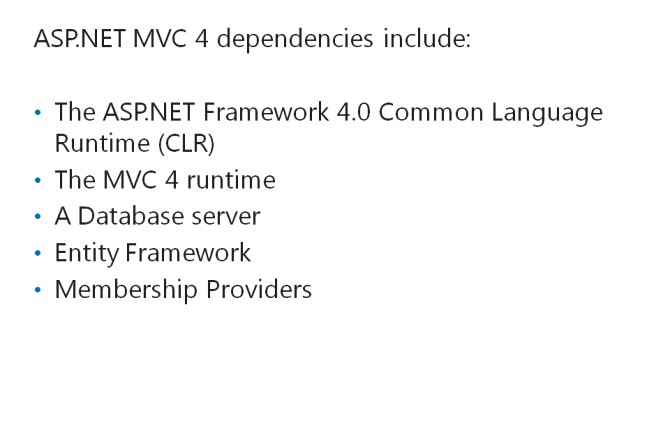 ASP.NET MVC 4 dependencies include:
• The ASP.NET Framework 4.0 Common Language
Runtime (CLR)
• The MVC 4 runtime
• A Database server
• Entity Framework
• Membership Providers